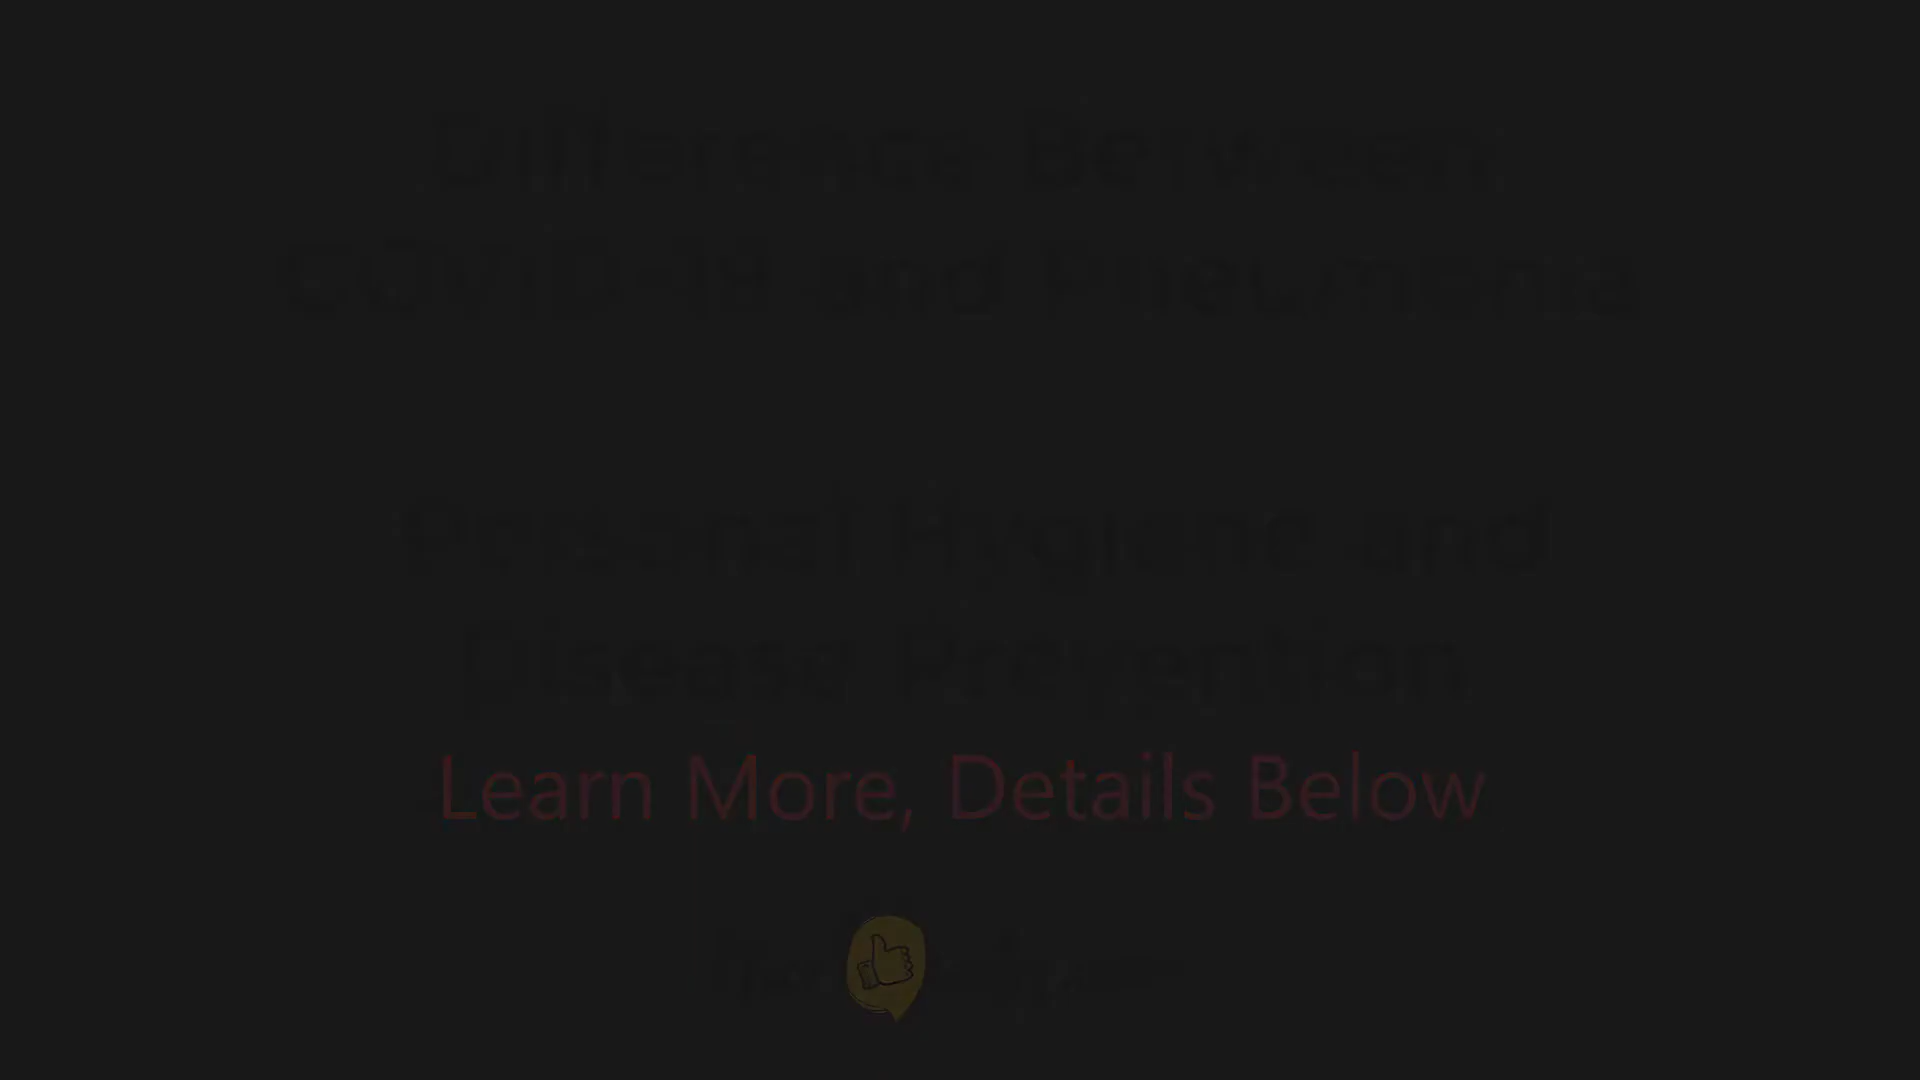 Difference Between
COVID-19 and Pneumonia
Personal Hygiene and
Disease Prevention
Learn More, Details Below